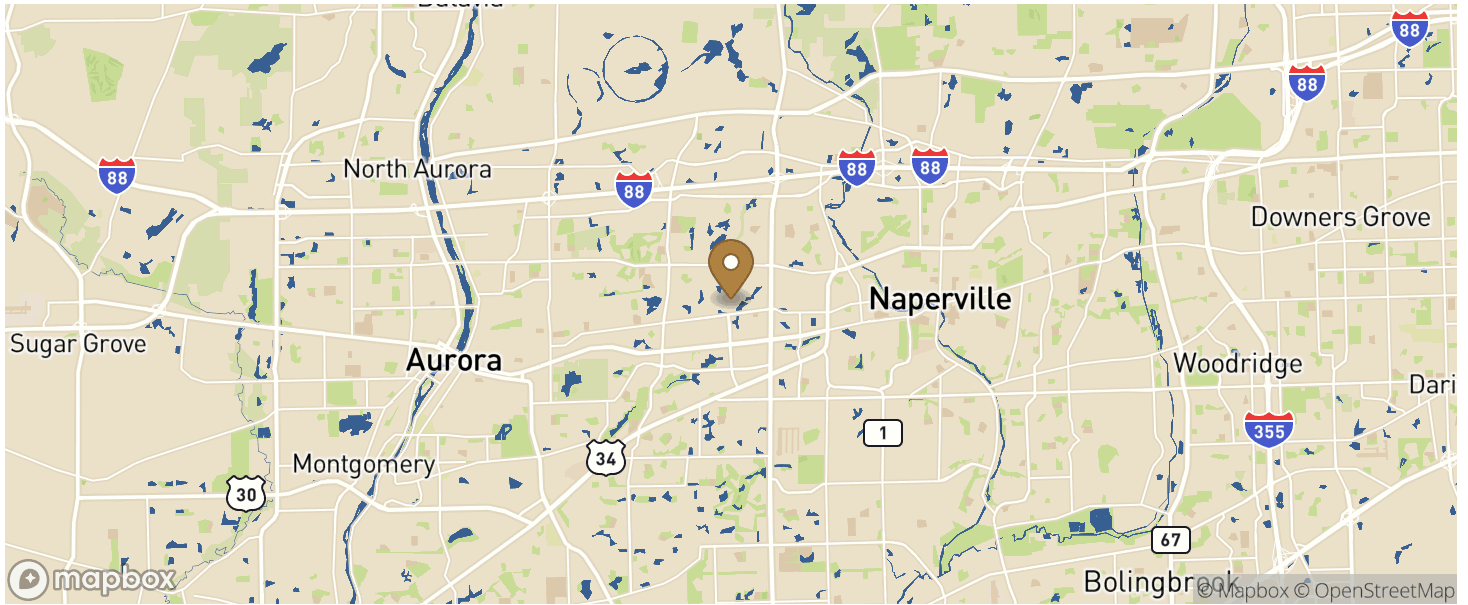 Batavia
88
88
North Aurora
88
88
88
88
Downers Grove
Naperville
Sugar Grove
Aurora
Woodridge
Dari
1
355
34
Montgomery
30
67
mapbox
Bolingbrook
© Mapbox © OpenStreetMap